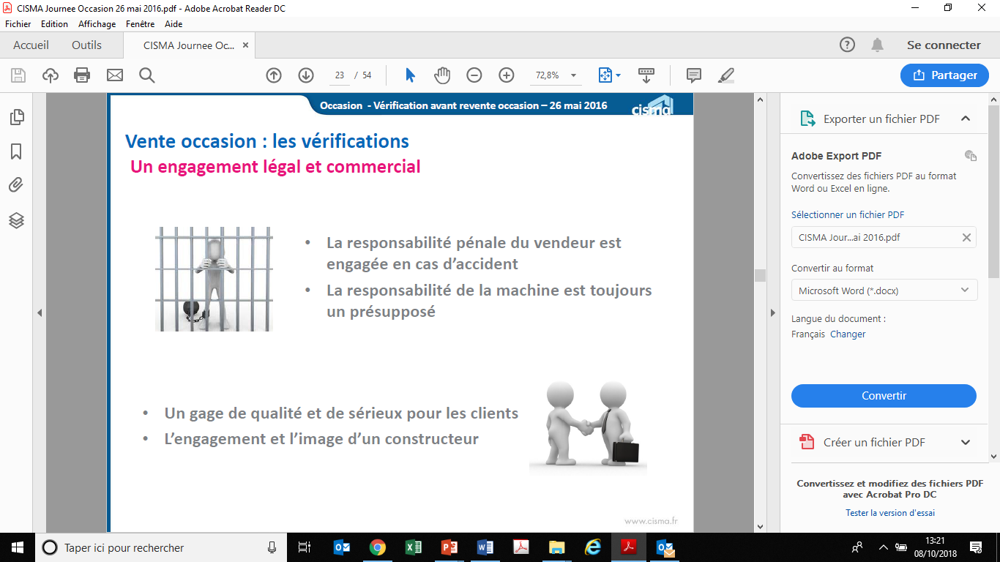 CISMA Journee Occasion 26 mai 2016.pdf - Adobe Acrobat Reader DC
Fichier Edition Affichage Fenêtre Aide
Accueil Outils CISMA Journee Oc... × Se connecter
23 / 54 72,8% Partager
Occasion - Vérification avant revente occasion – 26 mai 2016
cisma
Vente occasion : les vérifications
Un engagement légal et commercial
• La responsabilité pénale du vendeur est
engagée en cas d'accident
• La responsabilité de la machine est toujours
un présupposé
• Un gage de qualité et de sérieux pour les clients
• L'engagement et l'image d'un constructeur
www.cisma.fr
Exporter un fichier PDF
Adobe Export PDF
Convertissez des fichiers PDF au format
Word ou Excel en ligne.
Sélectionner un fichier PDF
CISMA Jour...ai 2016.pdf
Convertir au format
Microsoft Word (*.docx)
Langue du document :
Français Changer
Convertir
Créer un fichier PDF
Convertissez et modifiez des fichiers PDF
avec Acrobat Pro DC
Tester la version d'essai
Taper ici pour rechercher
13:21
08/10/2018